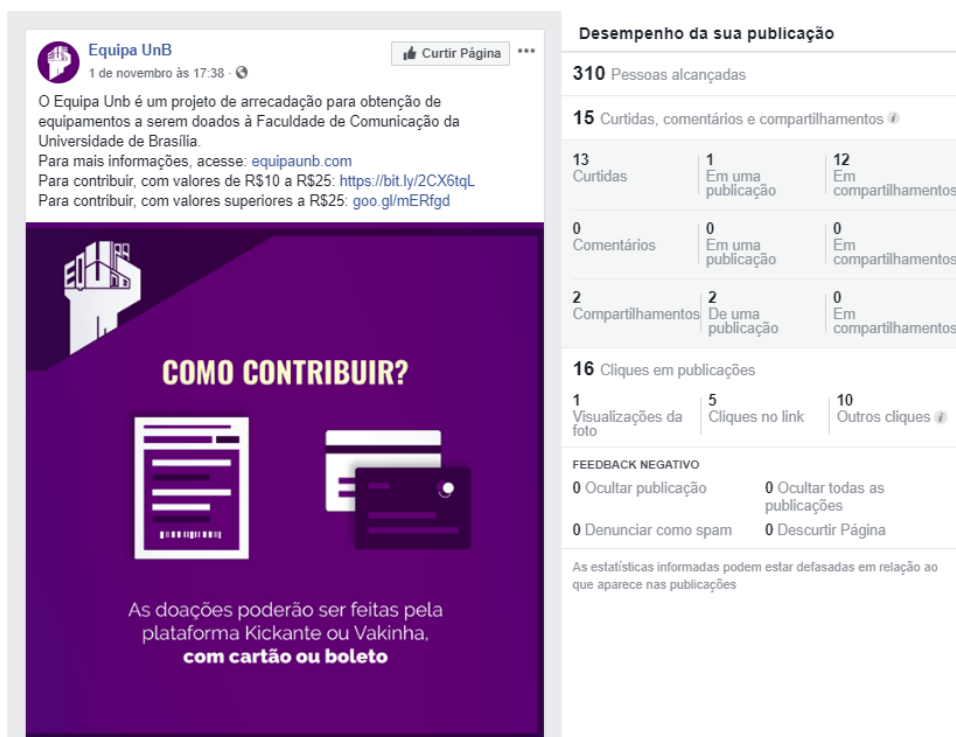 Equipa UnB
Curtir Página
1 de novembro às 17:38 ·
O Equipa Unb é um projeto de arrecadação para obtenção de
equipamentos a serem doados à Faculdade de Comunicação da
Universidade de Brasília.
Para mais informações, acesse: equipaunb.com
Para contribuir, com valores de R$10 a R$25: https://bit.ly/2CX6tqL
Para contribuir, com valores superiores a R$25: goo.gl/mERfgd
COMO CONTRIBUIR?
As doações poderão ser feitas pela
plataforma Kickante ou Vakinha,
com cartão ou boleto
Desempenho da sua publicação
310 Pessoas alcançadas
15 Curtidas, comentários e compartilhamentos
13
Curtidas
1
Em uma
publicação
12
Em
compartilhamentos
0
Comentários
0
Em uma
publicação
0
Em
compartilhamentos
2
Compartilhamentos
2
De uma
publicação
0
Em
compartilhamentos
16 Cliques em publicações
1
Visualizações da
foto
5
Cliques no link
10
Outros cliques
FEEDBACK NEGATIVO
0 Ocultar publicação
0 Ocultar todas as
publicações
0 Denunciar como spam
0 Descurtir Página
As estatísticas informadas podem estar defasadas em relação ao
que aparece nas publicações